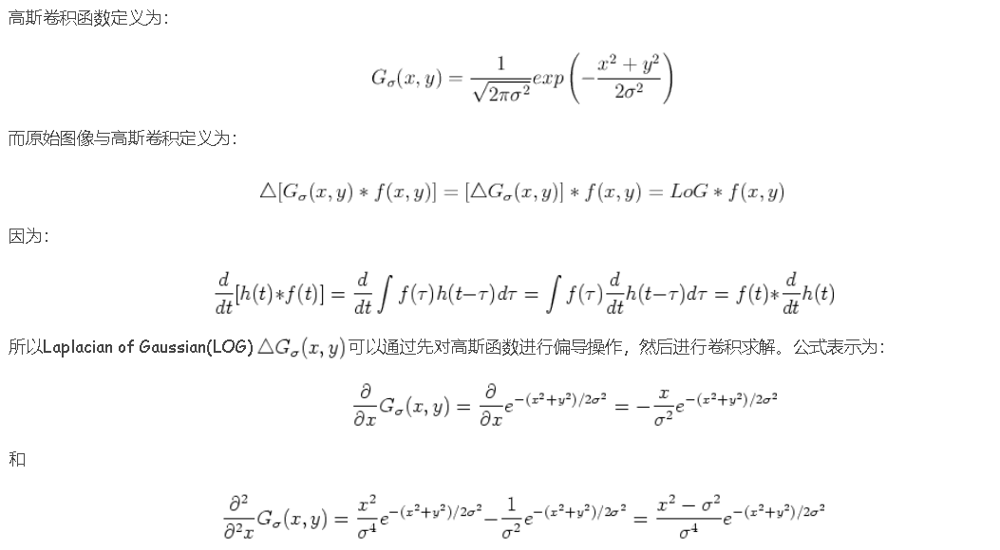 高斯卷积函数定义为：
$G_\sigma(x,y) = \frac{1}{\sqrt{2\pi\sigma^2}} exp\left(-\frac{x^2+y^2}{2\sigma^2}\right)$
而原始图像与高斯卷积定义为：
$\triangle[G_\sigma(x,y) * f(x,y)] = [\triangle G_\sigma(x,y)] * f(x,y) = LoG * f(x,y)$
因为：
$\frac{d}{dt}[h(t)*f(t)] = \frac{d}{dt}\int f(\tau)h(t-\tau)d\tau = \int f(\tau)\frac{d}{dt}h(t-\tau)d\tau = f(t)*\frac{d}{dt}h(t)$
所以Laplacian of Gaussian(LOG) $\triangle G_\sigma(x,y)$可以通过先对高斯函数进行偏导操作，然后进行卷积求解。公式表示为：
$\frac{\partial}{\partial x}G_\sigma(x,y) = \frac{\partial}{\partial x}e^{-(x^2+y^2)/2\sigma^2} = -\frac{x}{\sigma^2}e^{-(x^2+y^2)/2\sigma^2}$
和
$\frac{\partial^2}{\partial^2 x}G_\sigma(x,y) = \frac{x^2}{\sigma^4}e^{-(x^2+y^2)/2\sigma^2} - \frac{1}{\sigma^2}e^{-(x^2+y^2)/2\sigma^2} = \frac{x^2-\sigma^2}{\sigma^4}e^{-(x^2+y^2)/2\sigma^2}$